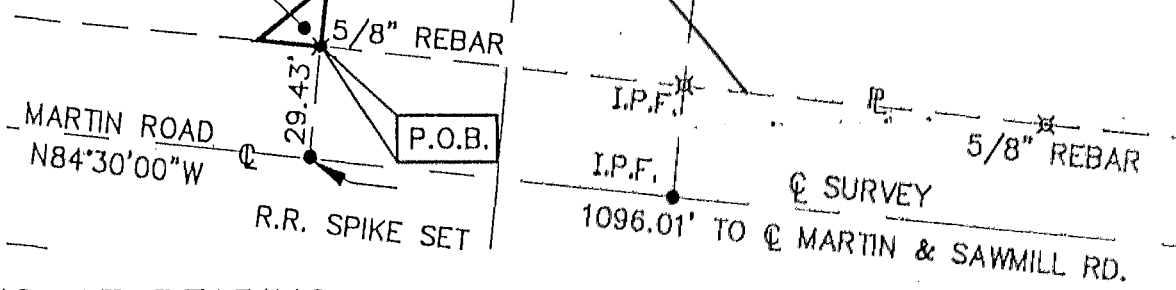 5/8" REBAR
29.43'
I.P.F.
PL
5/8" REBAR
MARTIN ROAD
℄
P.O.B.
N84°30'00"W
I.P.F.
℄ SURVEY
R.R. SPIKE SET
1096.01' TO ℄ MARTIN & SAWMILL RD.